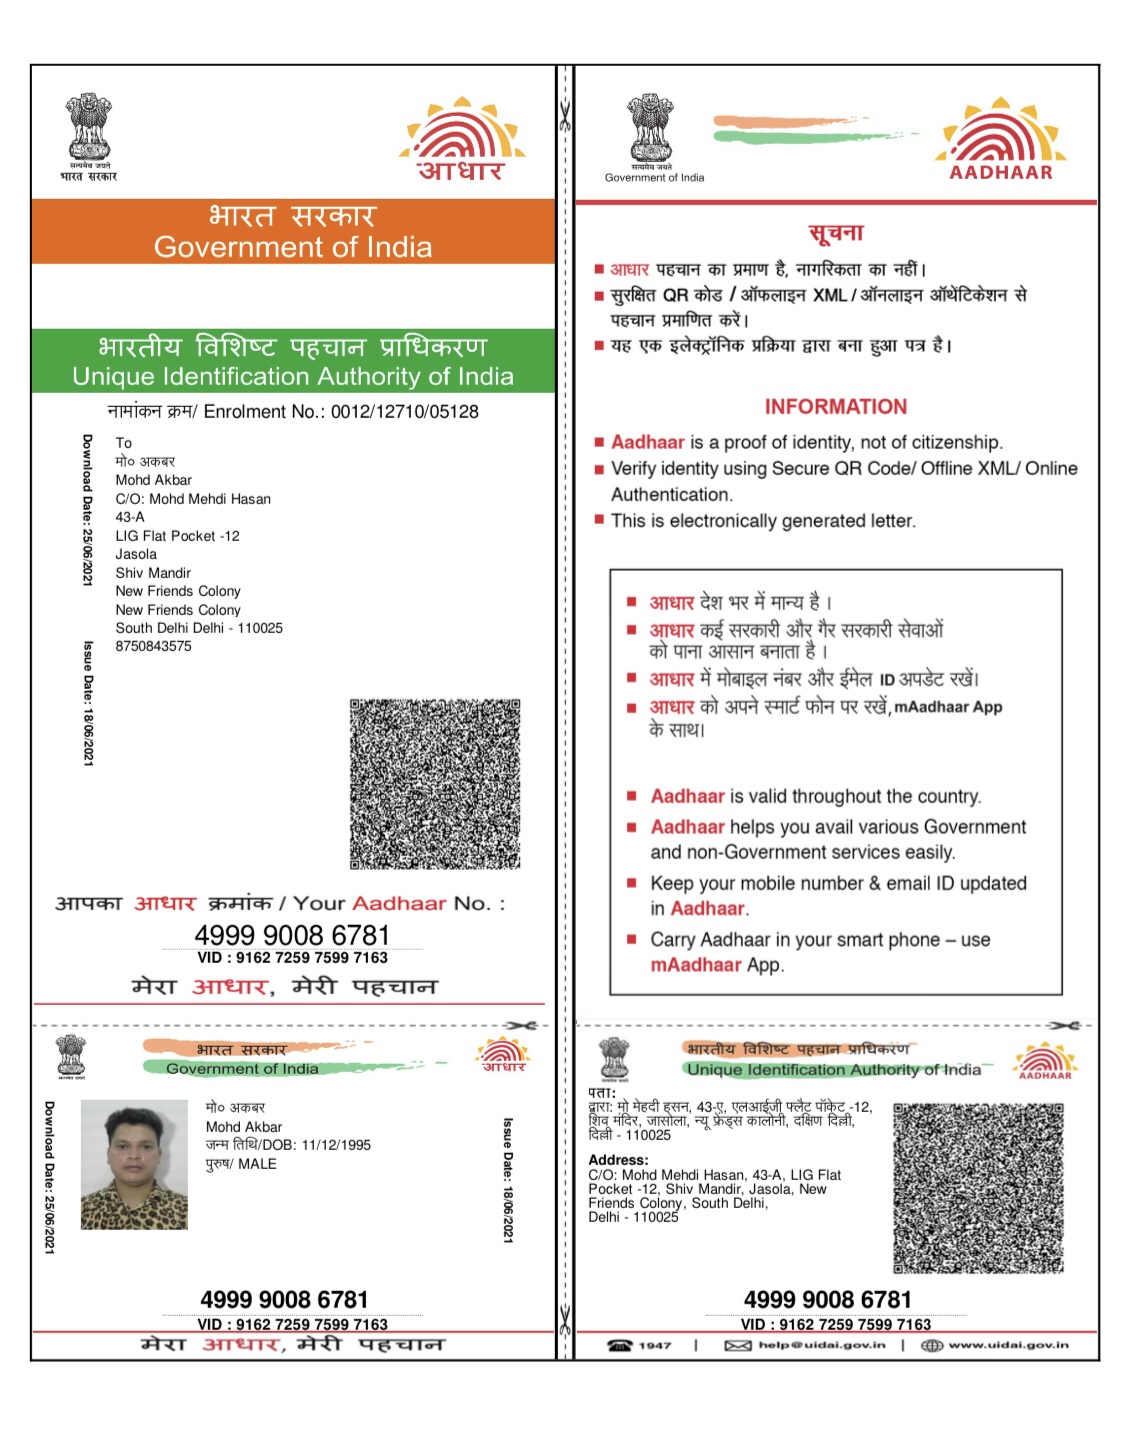 सत्यमेव जयते
भारत सरकार
आधार
भारत सरकार
Government of India
भारतीय विशिष्ट पहचान प्राधिकरण
Unique Identification Authority of India
नामांकन क्रम/ Enrolment No.: 0012/12710/05128
Download Date: 25/06/2021
Issue Date: 18/06/2021
To
मो० अकबर
Mohd Akbar
C/O: Mohd Mehdi Hasan
43-A
LIG Flat Pocket -12
Jasola
Shiv Mandir
New Friends Colony
New Friends Colony
South Delhi Delhi - 110025
8750843575
आपका आधार क्रमांक / Your Aadhaar No. :
4999 9008 6781
VID : 9162 7259 7599 7163
मेरा आधार, मेरी पहचान
सत्यमेव जयते
Government of India
AADHAAR
सूचना
आधार पहचान का प्रमाण है, नागरिकता का नहीं।
सुरक्षित QR कोड / ऑफलाइन XML / ऑनलाइन ऑथेंटिकेशन से
पहचान प्रमाणित करें।
यह एक इलेक्ट्रॉनिक प्रक्रिया द्वारा बना हुआ पत्र है।
INFORMATION
Aadhaar is a proof of identity, not of citizenship.
Verify identity using Secure QR Code/ Offline XML/ Online
Authentication.
This is electronically generated letter.
आधार देश भर में मान्य है ।
आधार कई सरकारी और गैर सरकारी सेवाओं
को पाना आसान बनाता है ।
आधार में मोबाइल नंबर और ईमेल ID अपडेट रखें।
आधार को अपने स्मार्ट फोन पर रखें, mAadhaar App
के साथ।
Aadhaar is valid throughout the country.
Aadhaar helps you avail various Government
and non-Government services easily.
Keep your mobile number & email ID updated
in Aadhaar.
Carry Aadhaar in your smart phone – use
mAadhaar App.
भारत सरकार
Government of India
आधार
Download Date: 25/06/2021
मो० अकबर
Mohd Akbar
जन्म तिथि/DOB: 11/12/1995
पुरुष/ MALE
Issue Date: 18/06/2021
4999 9008 6781
VID : 9162 7259 7599 7163
मेरा आधार, मेरी पहचान
भारतीय विशिष्ट पहचान प्राधिकरण
Unique Identification Authority of India
AADHAAR
पता:
द्वारा: मो मेहदी हसन, 43-ए, एलआईजी फ्लैट पॉकेट -12,
शिव मंदिर, जासोला, न्यू फ्रेंड्स कालोनी, दक्षिण दिल्ली,
दिल्ली - 110025
Address:
C/O: Mohd Mehdi Hasan, 43-A, LIG Flat
Pocket -12, Shiv Mandir, Jasola, New
Friends Colony, South Delhi,
Delhi - 110025
4999 9008 6781
VID : 9162 7259 7599 7163
1947 | help@uidai.gov.in | www.uidai.gov.in